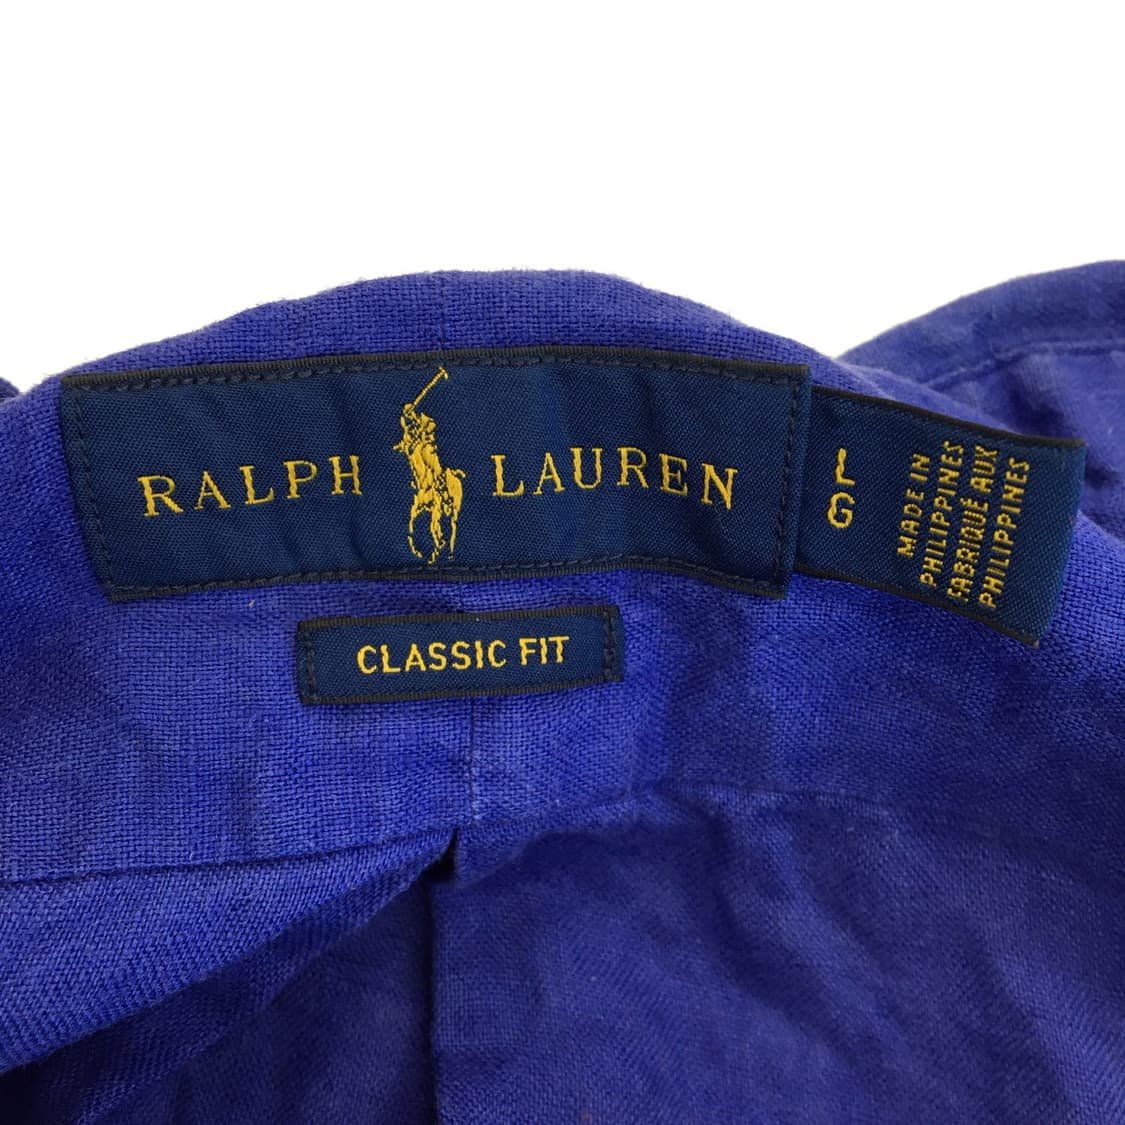 RALPH LAUREN
L
G
MADE IN
PHILIPPINES
FABRIQUÉ AUX
PHILIPPINES
CLASSIC FIT